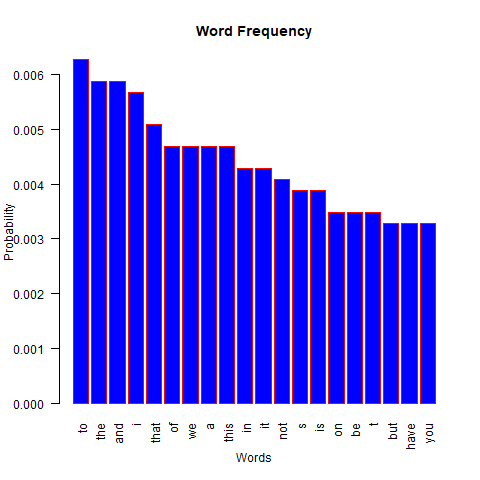 Word Frequency
0.006
0.005
0.004
0.003
0.002
0.001
0.000
Probability
to the and i that of we a this in it not s is on be t but have you
Words